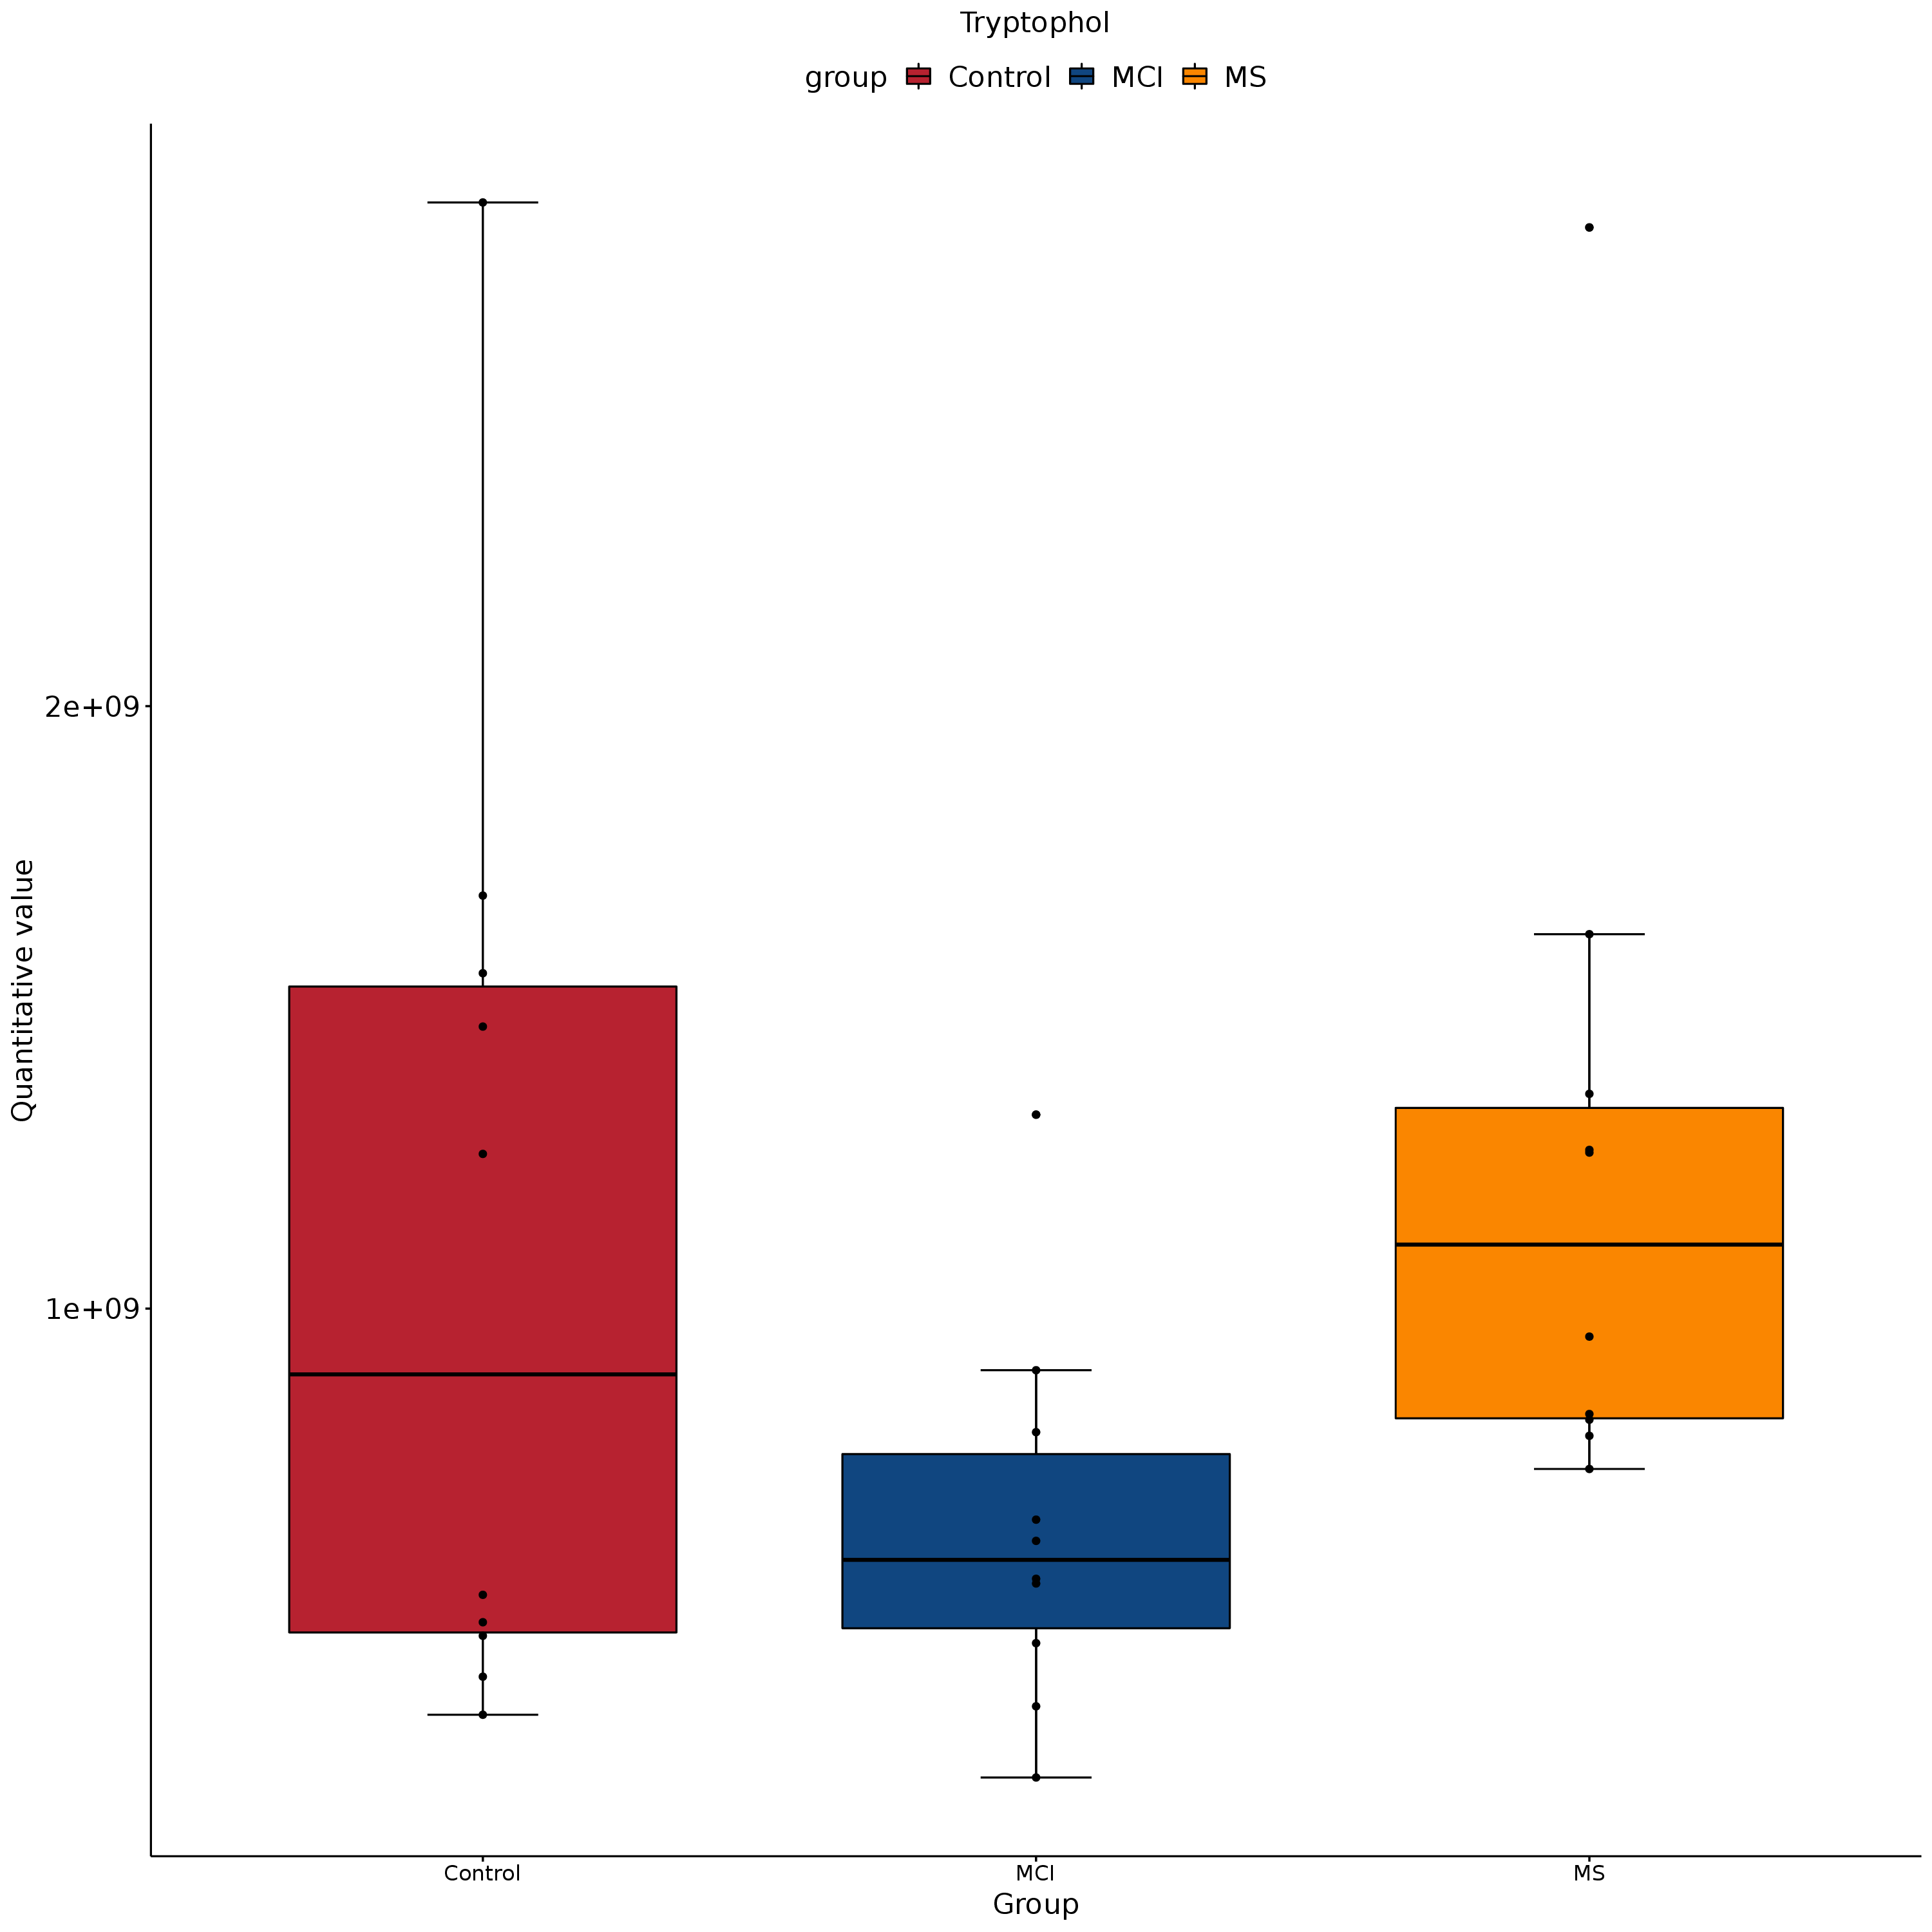 Tryptophol
group Control MCI MS
Quantitative value
2e+09
1e+09
Control MCI MS
Group